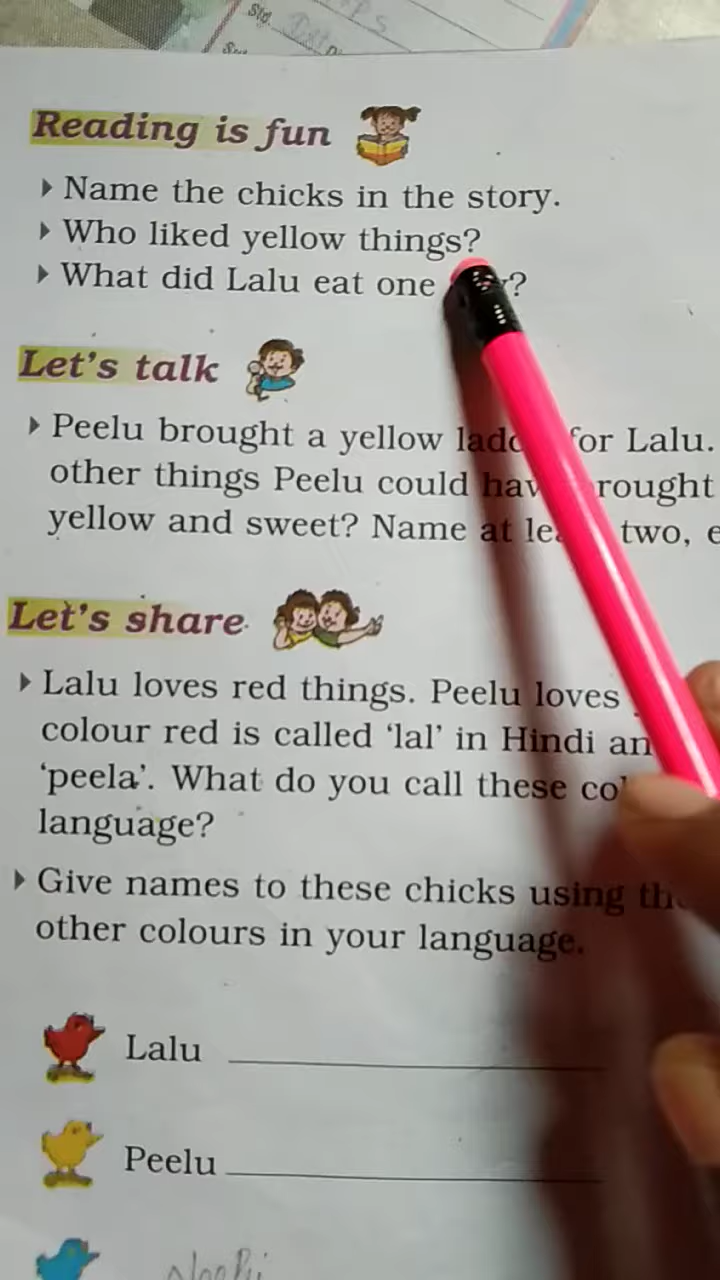 Std.
Reading is fun
Name the chicks in the story.
Who liked yellow things?
What did Lalu eat one
Let's talk
Peelu brought a yellow for Lalu.
other things Peelu could
yellow and sweet? Name at two,
Let's share
Lalu loves red things. Peelu loves
colour red is called ‘lal’ in Hindi
‘peela’. What do you call these
language?
Give names to these chicks using
other colours in your language.
Lalu
Peelu